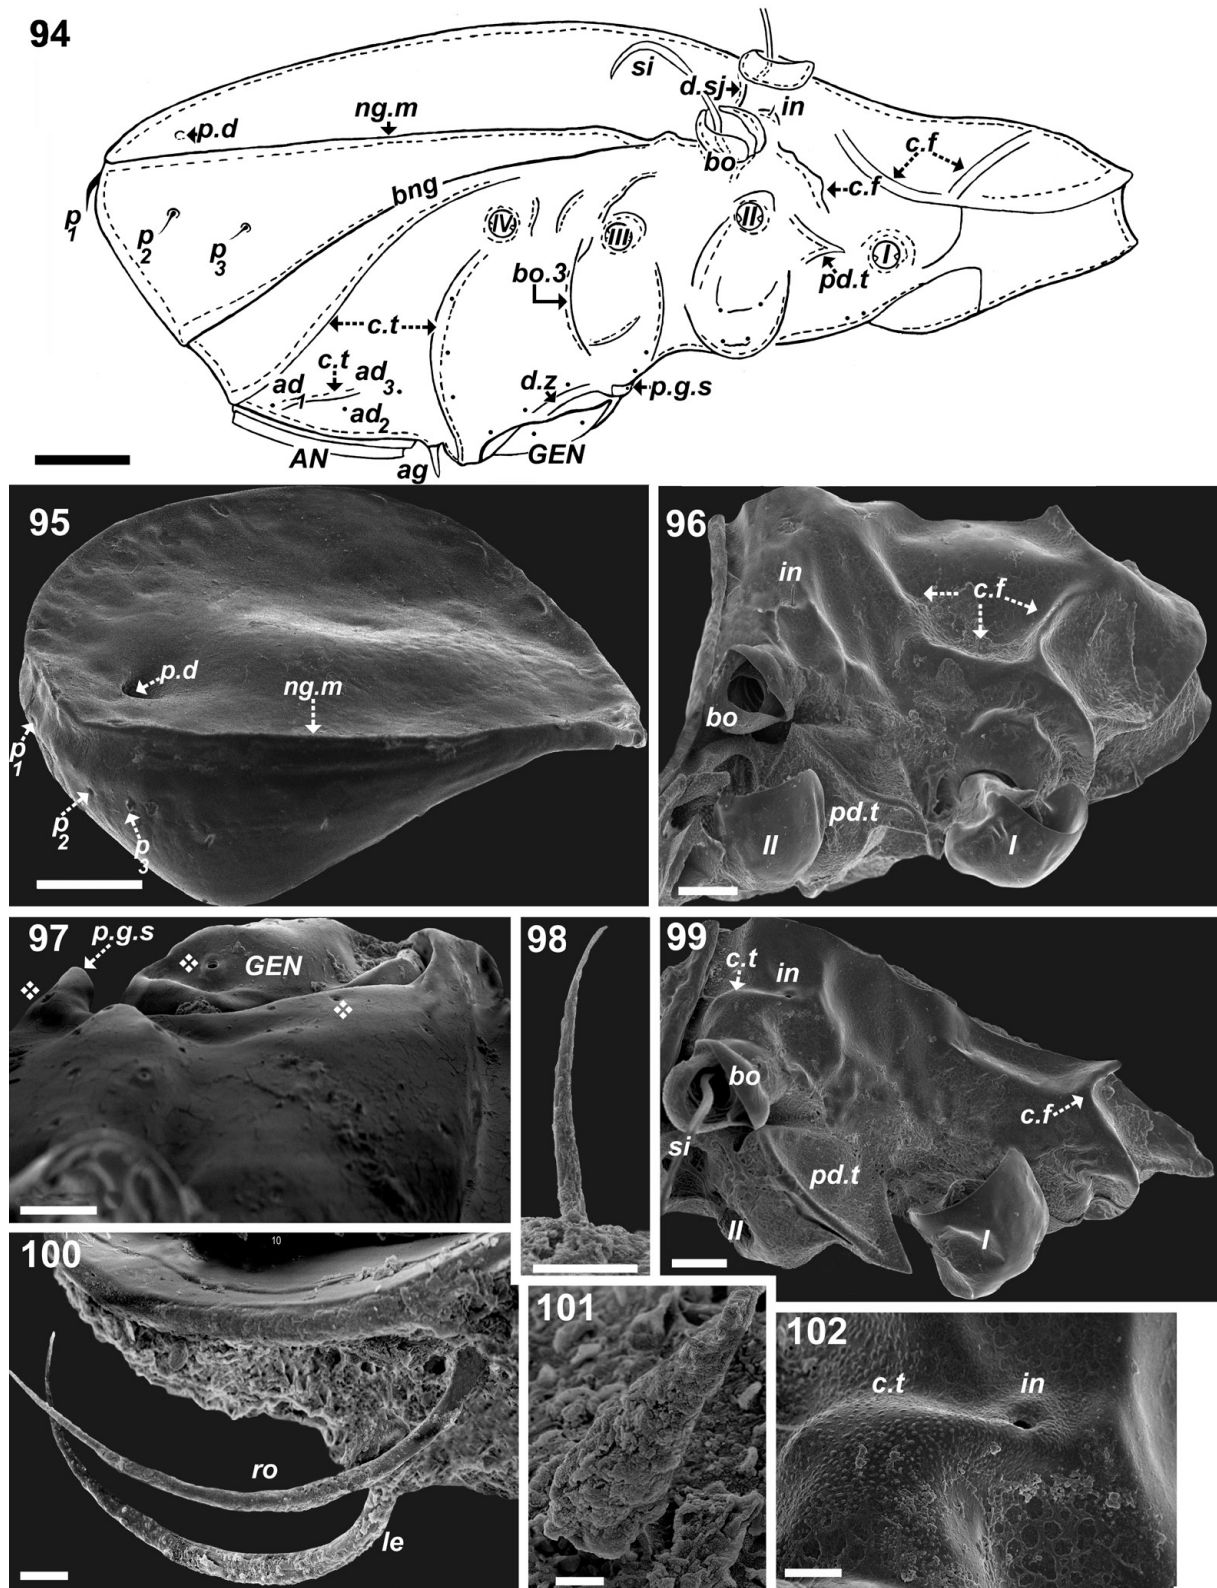 94
si
d.sj
in
p.d
ng.m
bo
c.f
c.f
p1
p2
p3
bng
IV
III
II
I
bo.3
pd.t
c.t
c.t
ad1
ad3
ad2
d.z
p.g.s
AN
ag
GEN
95
p.d
ng.m
p1
p2
p3
96
in
c.f
bo
pd.t
II
I
97
p.g.s
GEN
98
99
c.t
in
bo
c.f
si
pd.t
II
I
100
10
ro
le
101
102
c.t
in